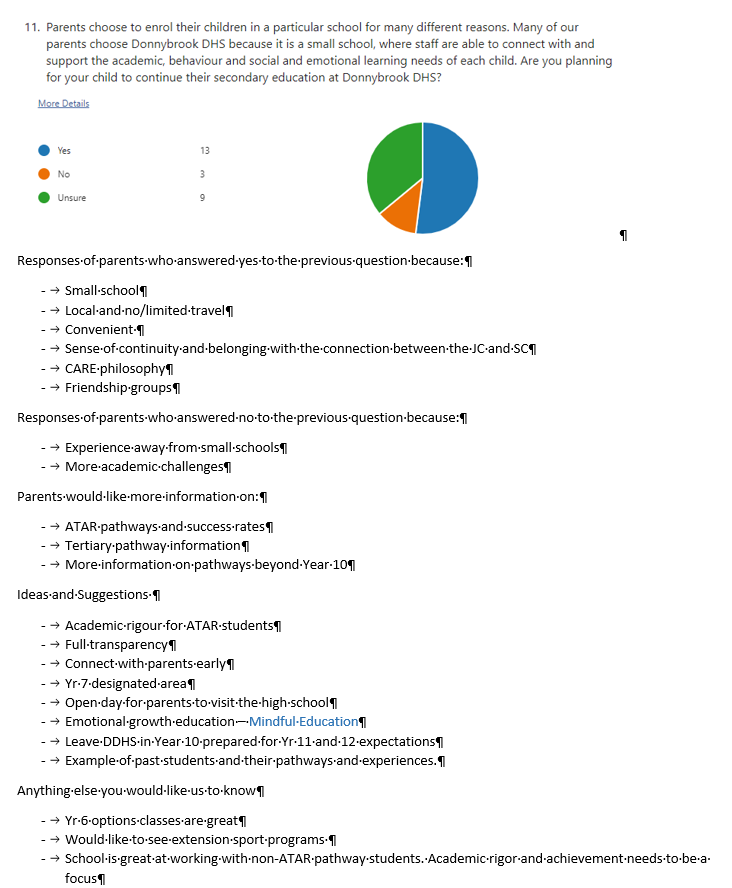 11. Parents choose to enrol their children in a particular school for many different reasons. Many of our
parents choose Donnybrook DHS because it is a small school, where staff are able to connect with and
support the academic, behaviour and social and emotional learning needs of each child. Are you planning
for your child to continue their secondary education at Donnybrook DHS?
More Details
Yes 13
No 3
Unsure 9
¶
Responses·of·parents·who·answered·yes·to·the·previous·question·because:¶
- → Small·school¶
- → Local·and·no/limited·travel¶
- → Convenient·¶
- → Sense·of·continuity·and·belonging·with·the·connection·between·the·JC·and·SC¶
- → CARE·philosophy¶
- → Friendship·groups¶
Responses·of·parents·who·answered·no·to·the·previous·question·because:¶
- → Experience·away·from·small·schools¶
- → More·academic·challenges¶
Parents·would·like·more·information·on:¶
- → ATAR·pathways·and·success·rates¶
- → Tertiary·pathway·information¶
- → More·information·on·pathways·beyond·Year·10¶
Ideas·and·Suggestions·¶
- → Academic·rigour·for·ATAR·students¶
- → Full·transparency¶
- → Connect·with·parents·early¶
- → Yr·7·designated·area¶
- → Open·day·for·parents·to·visit·the·high·school¶
- → Emotional·growth·education·–·Mindful·Education¶
- → Leave·DDHS·in·Year·10·prepared·for·Yr·11·and·12·expectations¶
- → Example·of·past·students·and·their·pathways·and·experiences.¶
Anything·else·you·would·like·us·to·know¶
- → Yr·6·options·classes·are·great¶
- → Would·like·to·see·extension·sport·programs·¶
- → School·is·great·at·working·with·non-ATAR·pathway·students.·Academic·rigor·and·achievement·needs·to·be·a·
focus¶